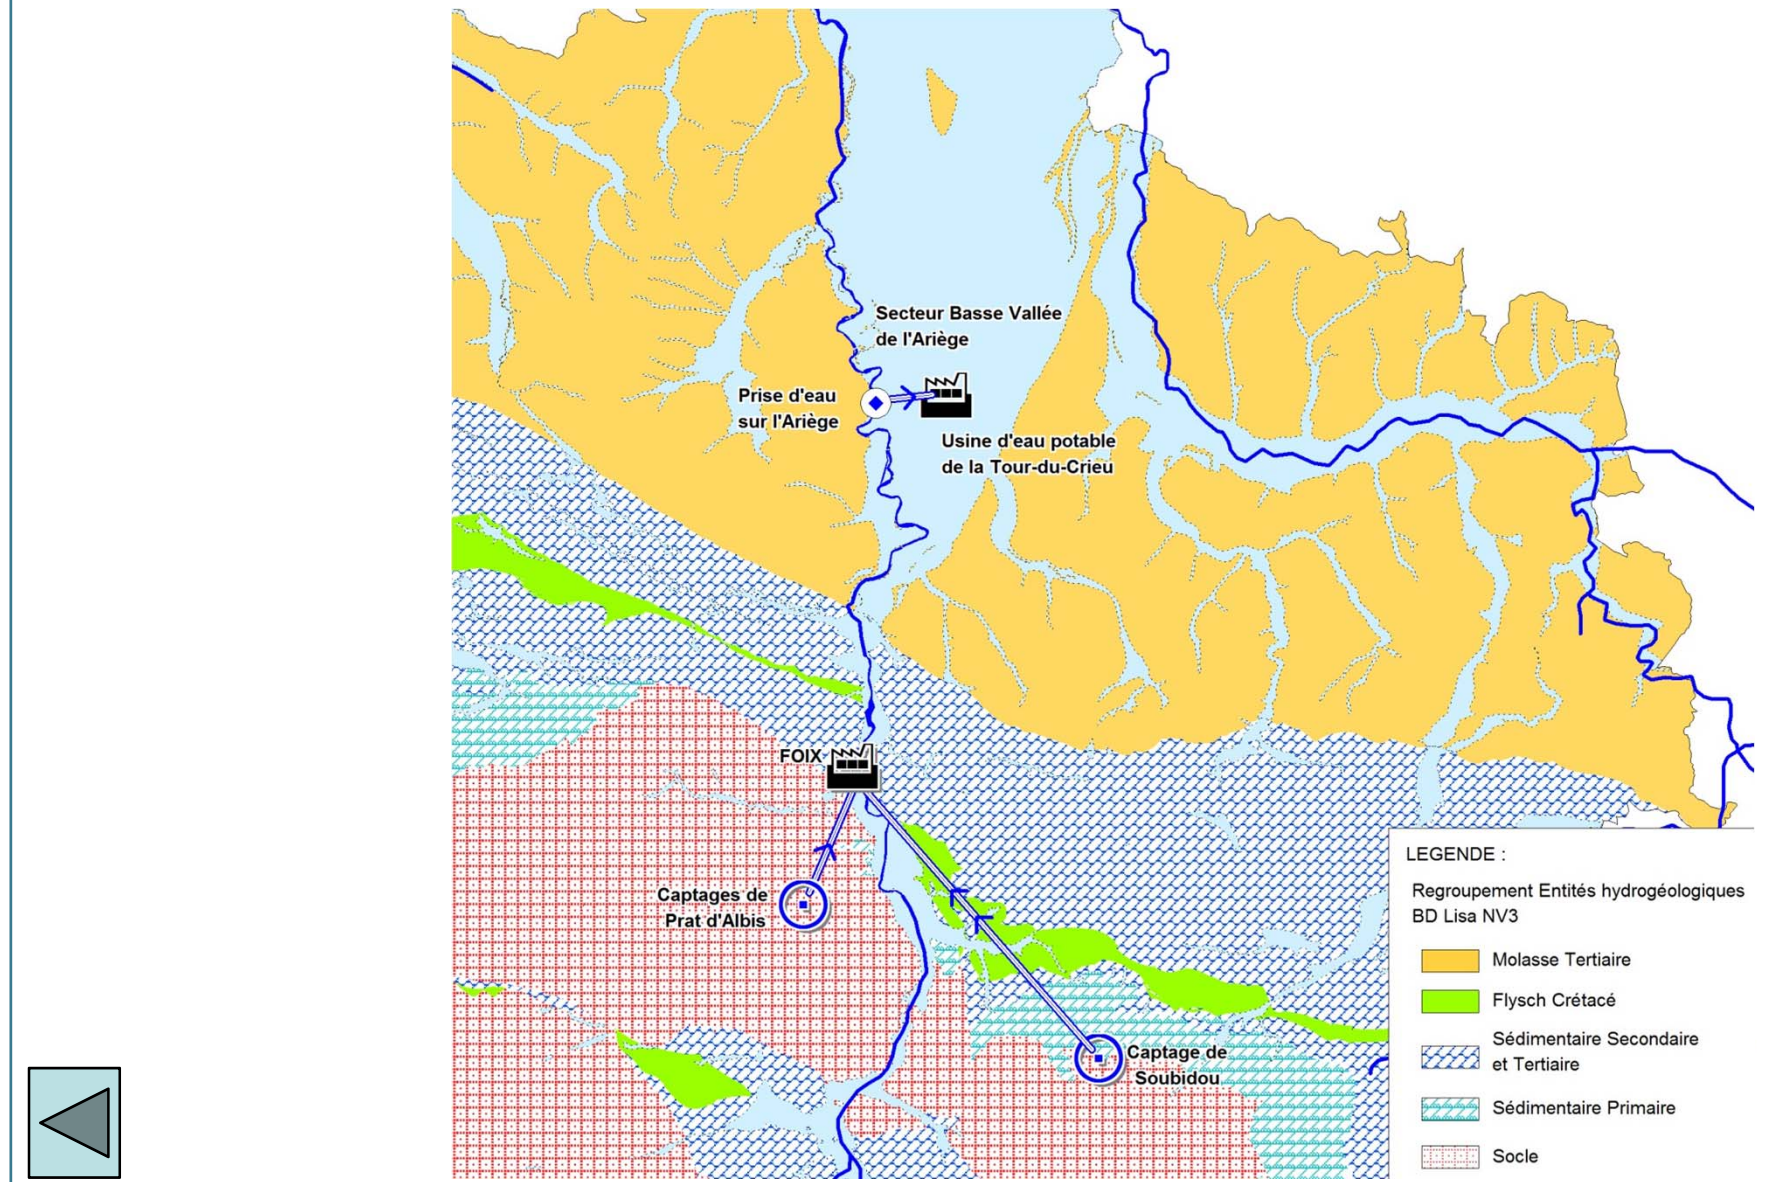 Secteur Basse Vallée
de l'Ariège
Prise d'eau
sur l'Ariège
Usine d'eau potable
de la Tour-du-Crieu
FOIX
Captages de
Prat d'Albis
Captage de
Soubidou
LEGENDE :
Regroupement Entités hydrogéologiques
BD Lisa NV3
Molasse Tertiaire
Flysch Crétacé
Sédimentaire Secondaire
et Tertiaire
Sédimentaire Primaire
Socle